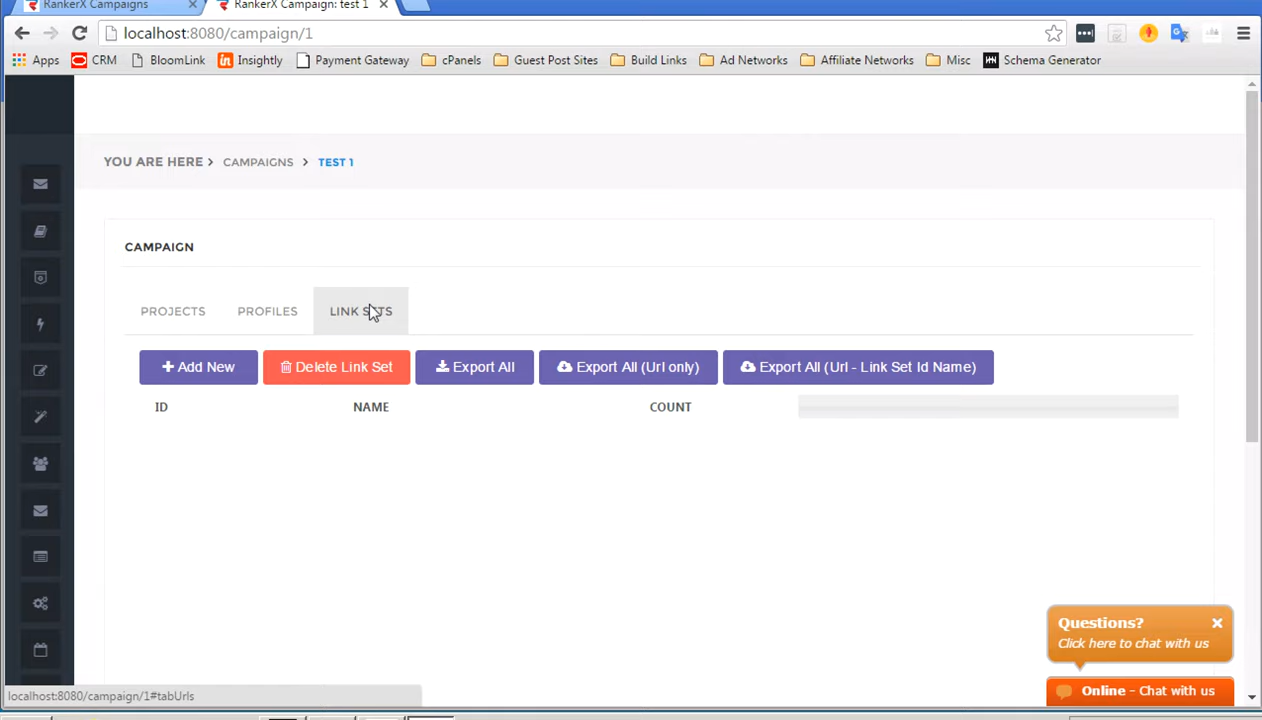 RankerX Campaigns
RankerX Campaign: test 1
localhost:8080/campaign/1
Apps CRM BloomLink Insightly Payment Gateway cPanels Guest Post Sites Build Links Ad Networks Affiliate Networks Misc Schema Generator
YOU ARE HERE > CAMPAIGNS > TEST 1
CAMPAIGN
PROJECTS PROFILES LINK SETS
+ Add New Delete Link Set Export All Export All (Url only) Export All (Url - Link Set Id Name)
ID NAME COUNT
Questions?
Click here to chat with us
Online - Chat with us
localhost:8080/campaign/1#tabUrls